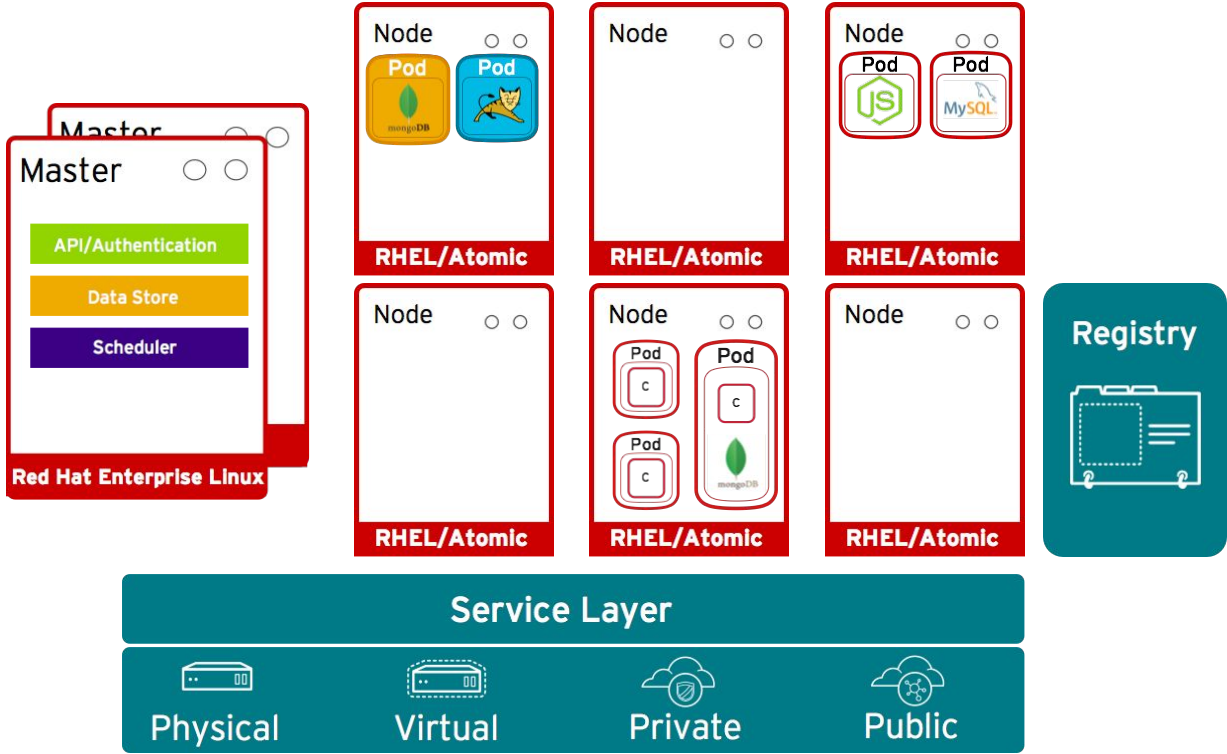 Master
Master
API/Authentication
Data Store
Scheduler
Red Hat Enterprise Linux
Node
Pod
mongoDB
Pod
RHEL/Atomic
Node
RHEL/Atomic
Node
Pod
JS
Pod
MySQL
RHEL/Atomic
Node
RHEL/Atomic
Node
Pod
C
Pod
C
Pod
C
mongoDB
RHEL/Atomic
Node
RHEL/Atomic
Registry
Service Layer
Physical
Virtual
Private
Public